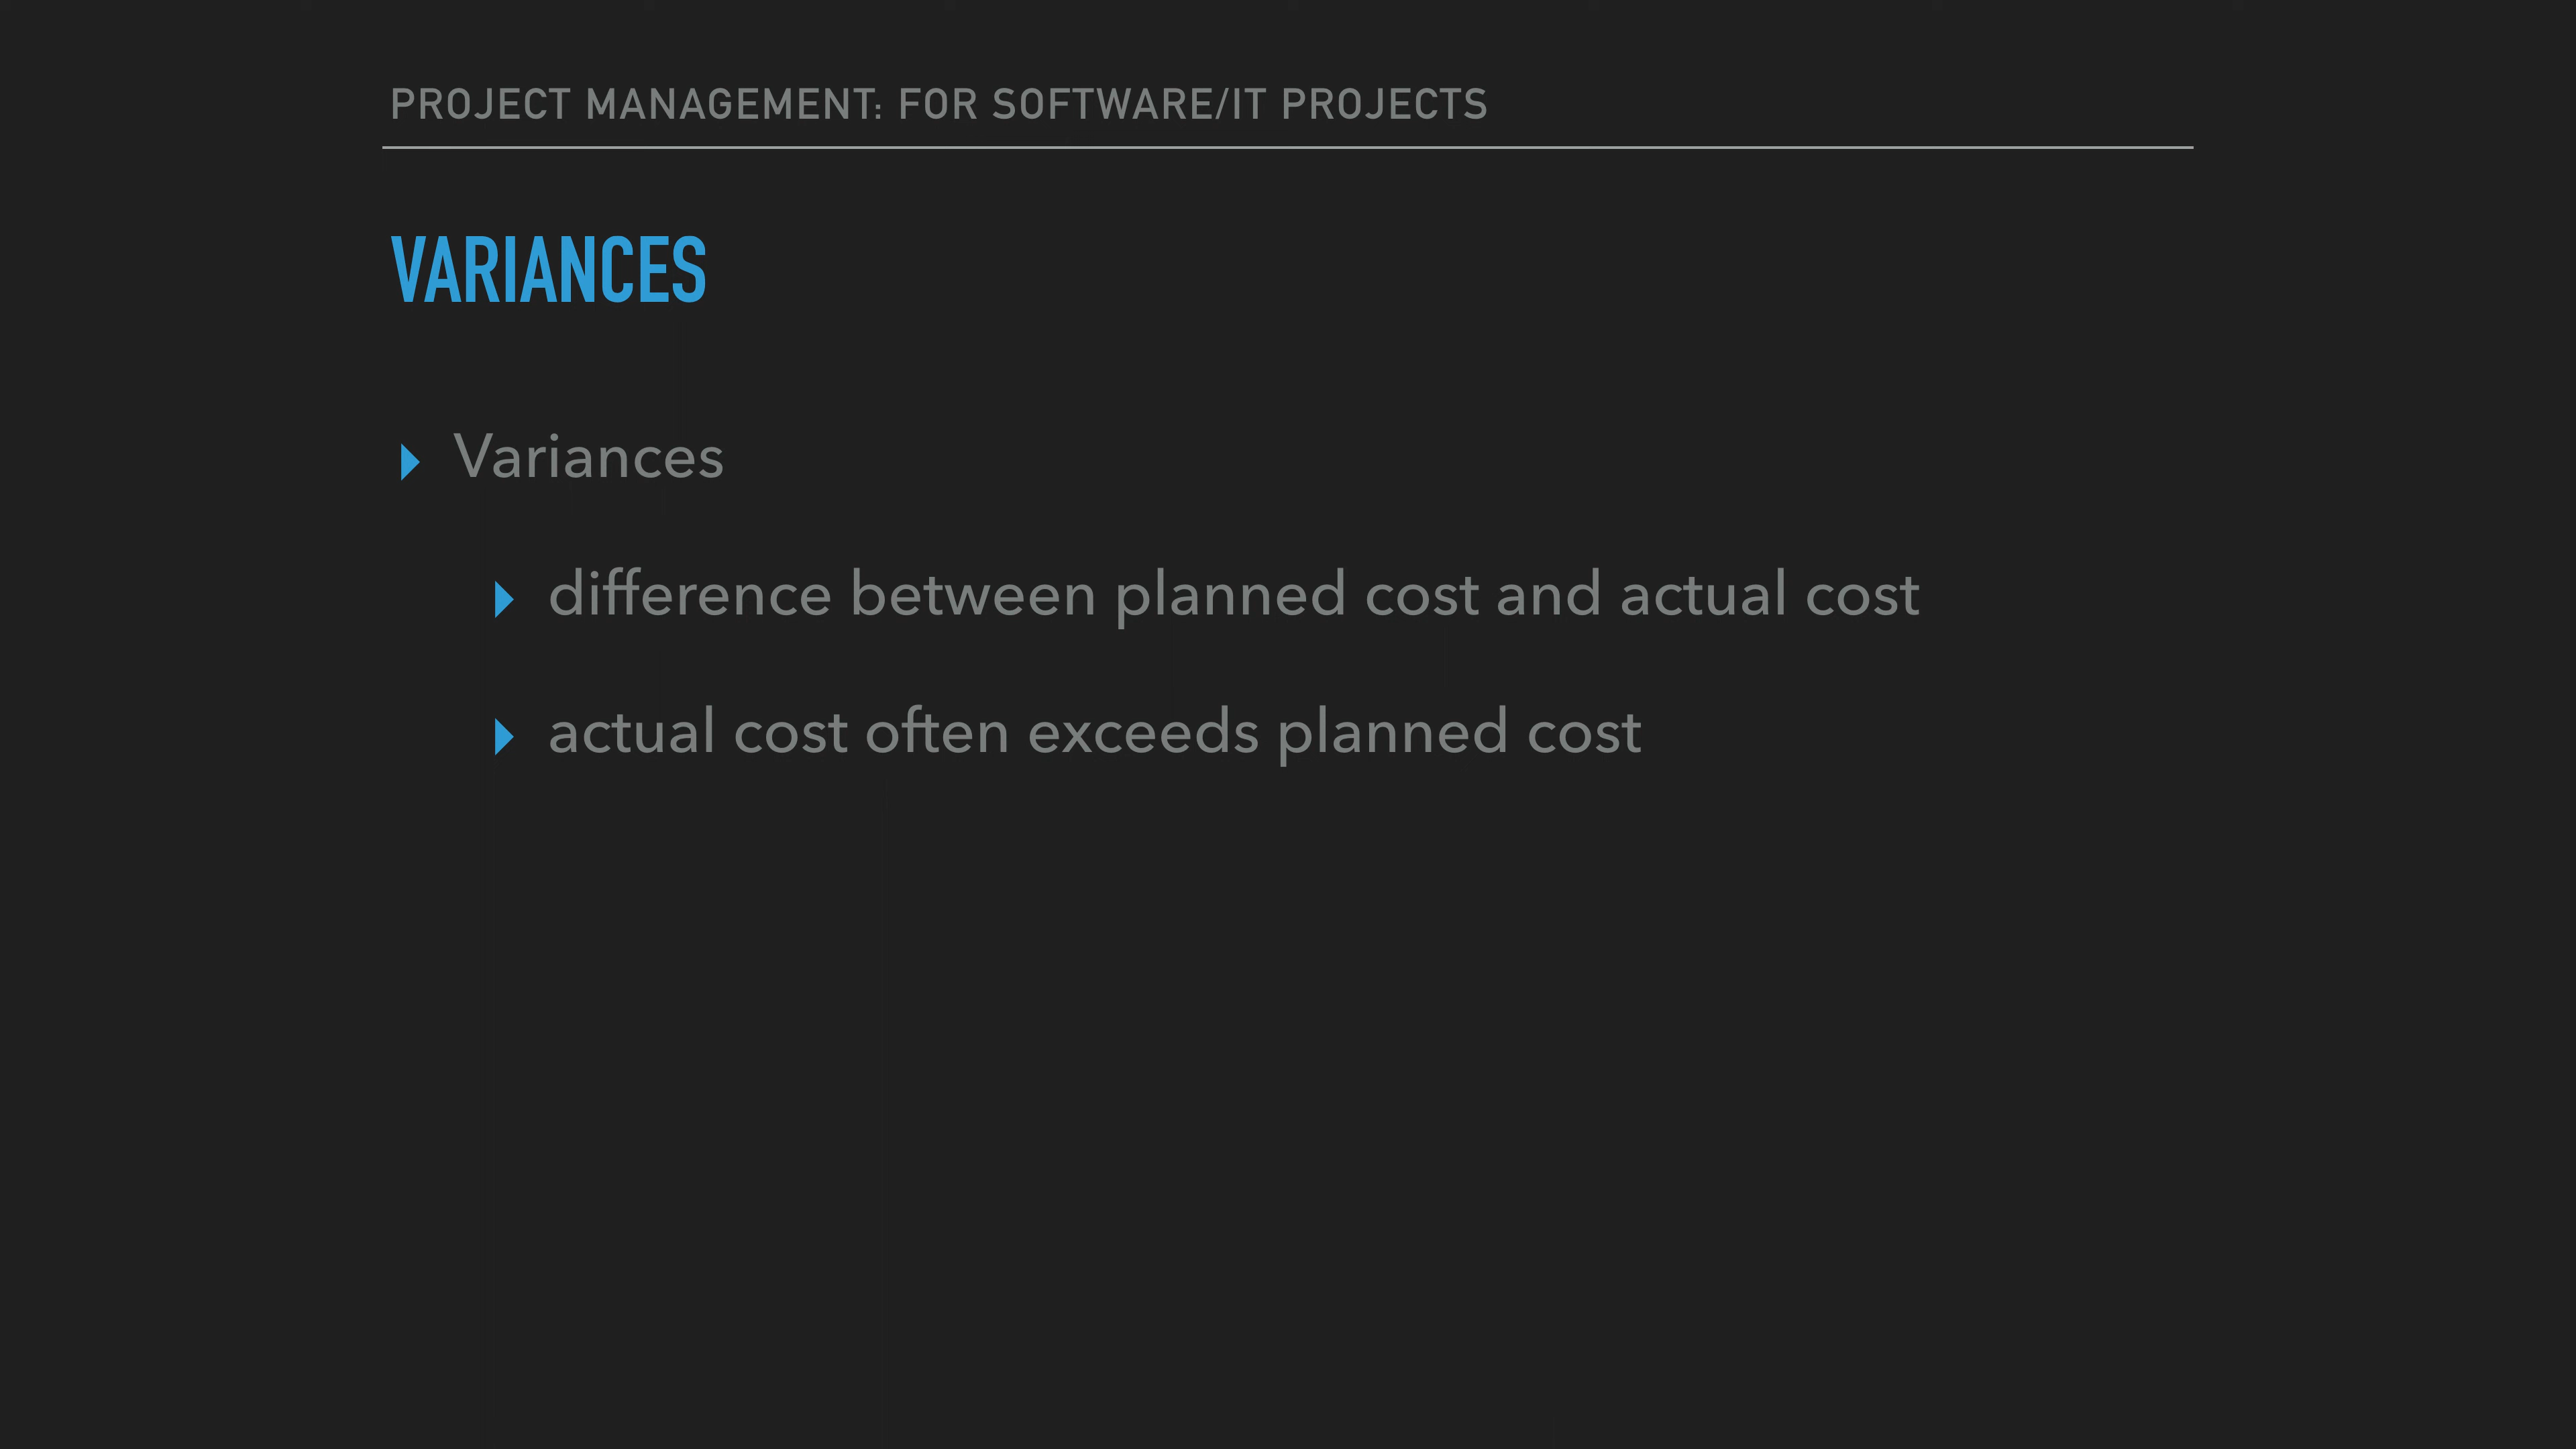 PROJECT MANAGEMENT: FOR SOFTWARE/IT PROJECTS
VARIANCES
Variances
difference between planned cost and actual cost
actual cost often exceeds planned cost